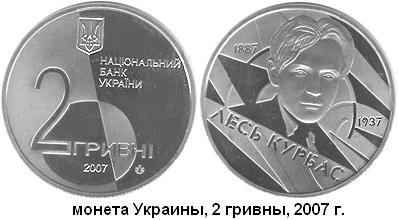 НАЦІОНАЛЬНИЙ
БАНК
УКРАЇНИ
2
ГРИВНІ
2007
1887
ЛЕСЬ КУРБАС
1937
монета Украины, 2 гривны, 2007 г.